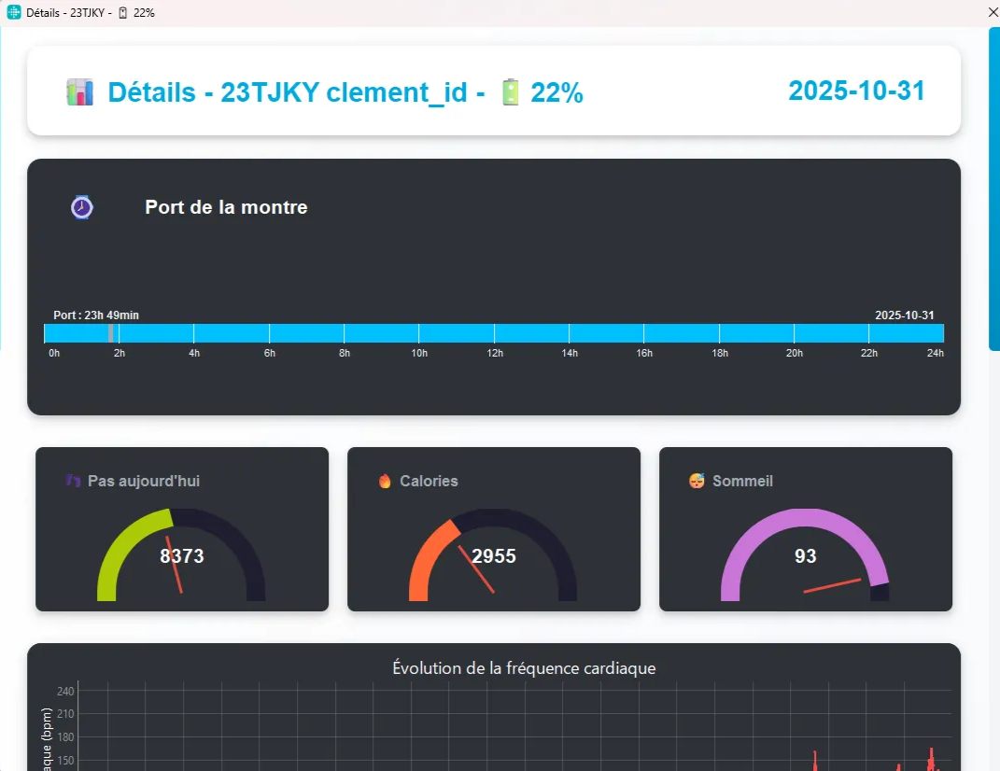 Détails - 23TJKY - 22%
Détails - 23TJKY clement_id - 22%
2025-10-31
Port de la montre
Port : 23h 49min
2025-10-31
0h 2h 4h 6h 8h 10h 12h 14h 16h 18h 20h 22h 24h
Pas aujourd'hui
8373
Calories
2955
Sommeil
93
Évolution de la fréquence cardiaque
240
210
180
150
aque (bpm)